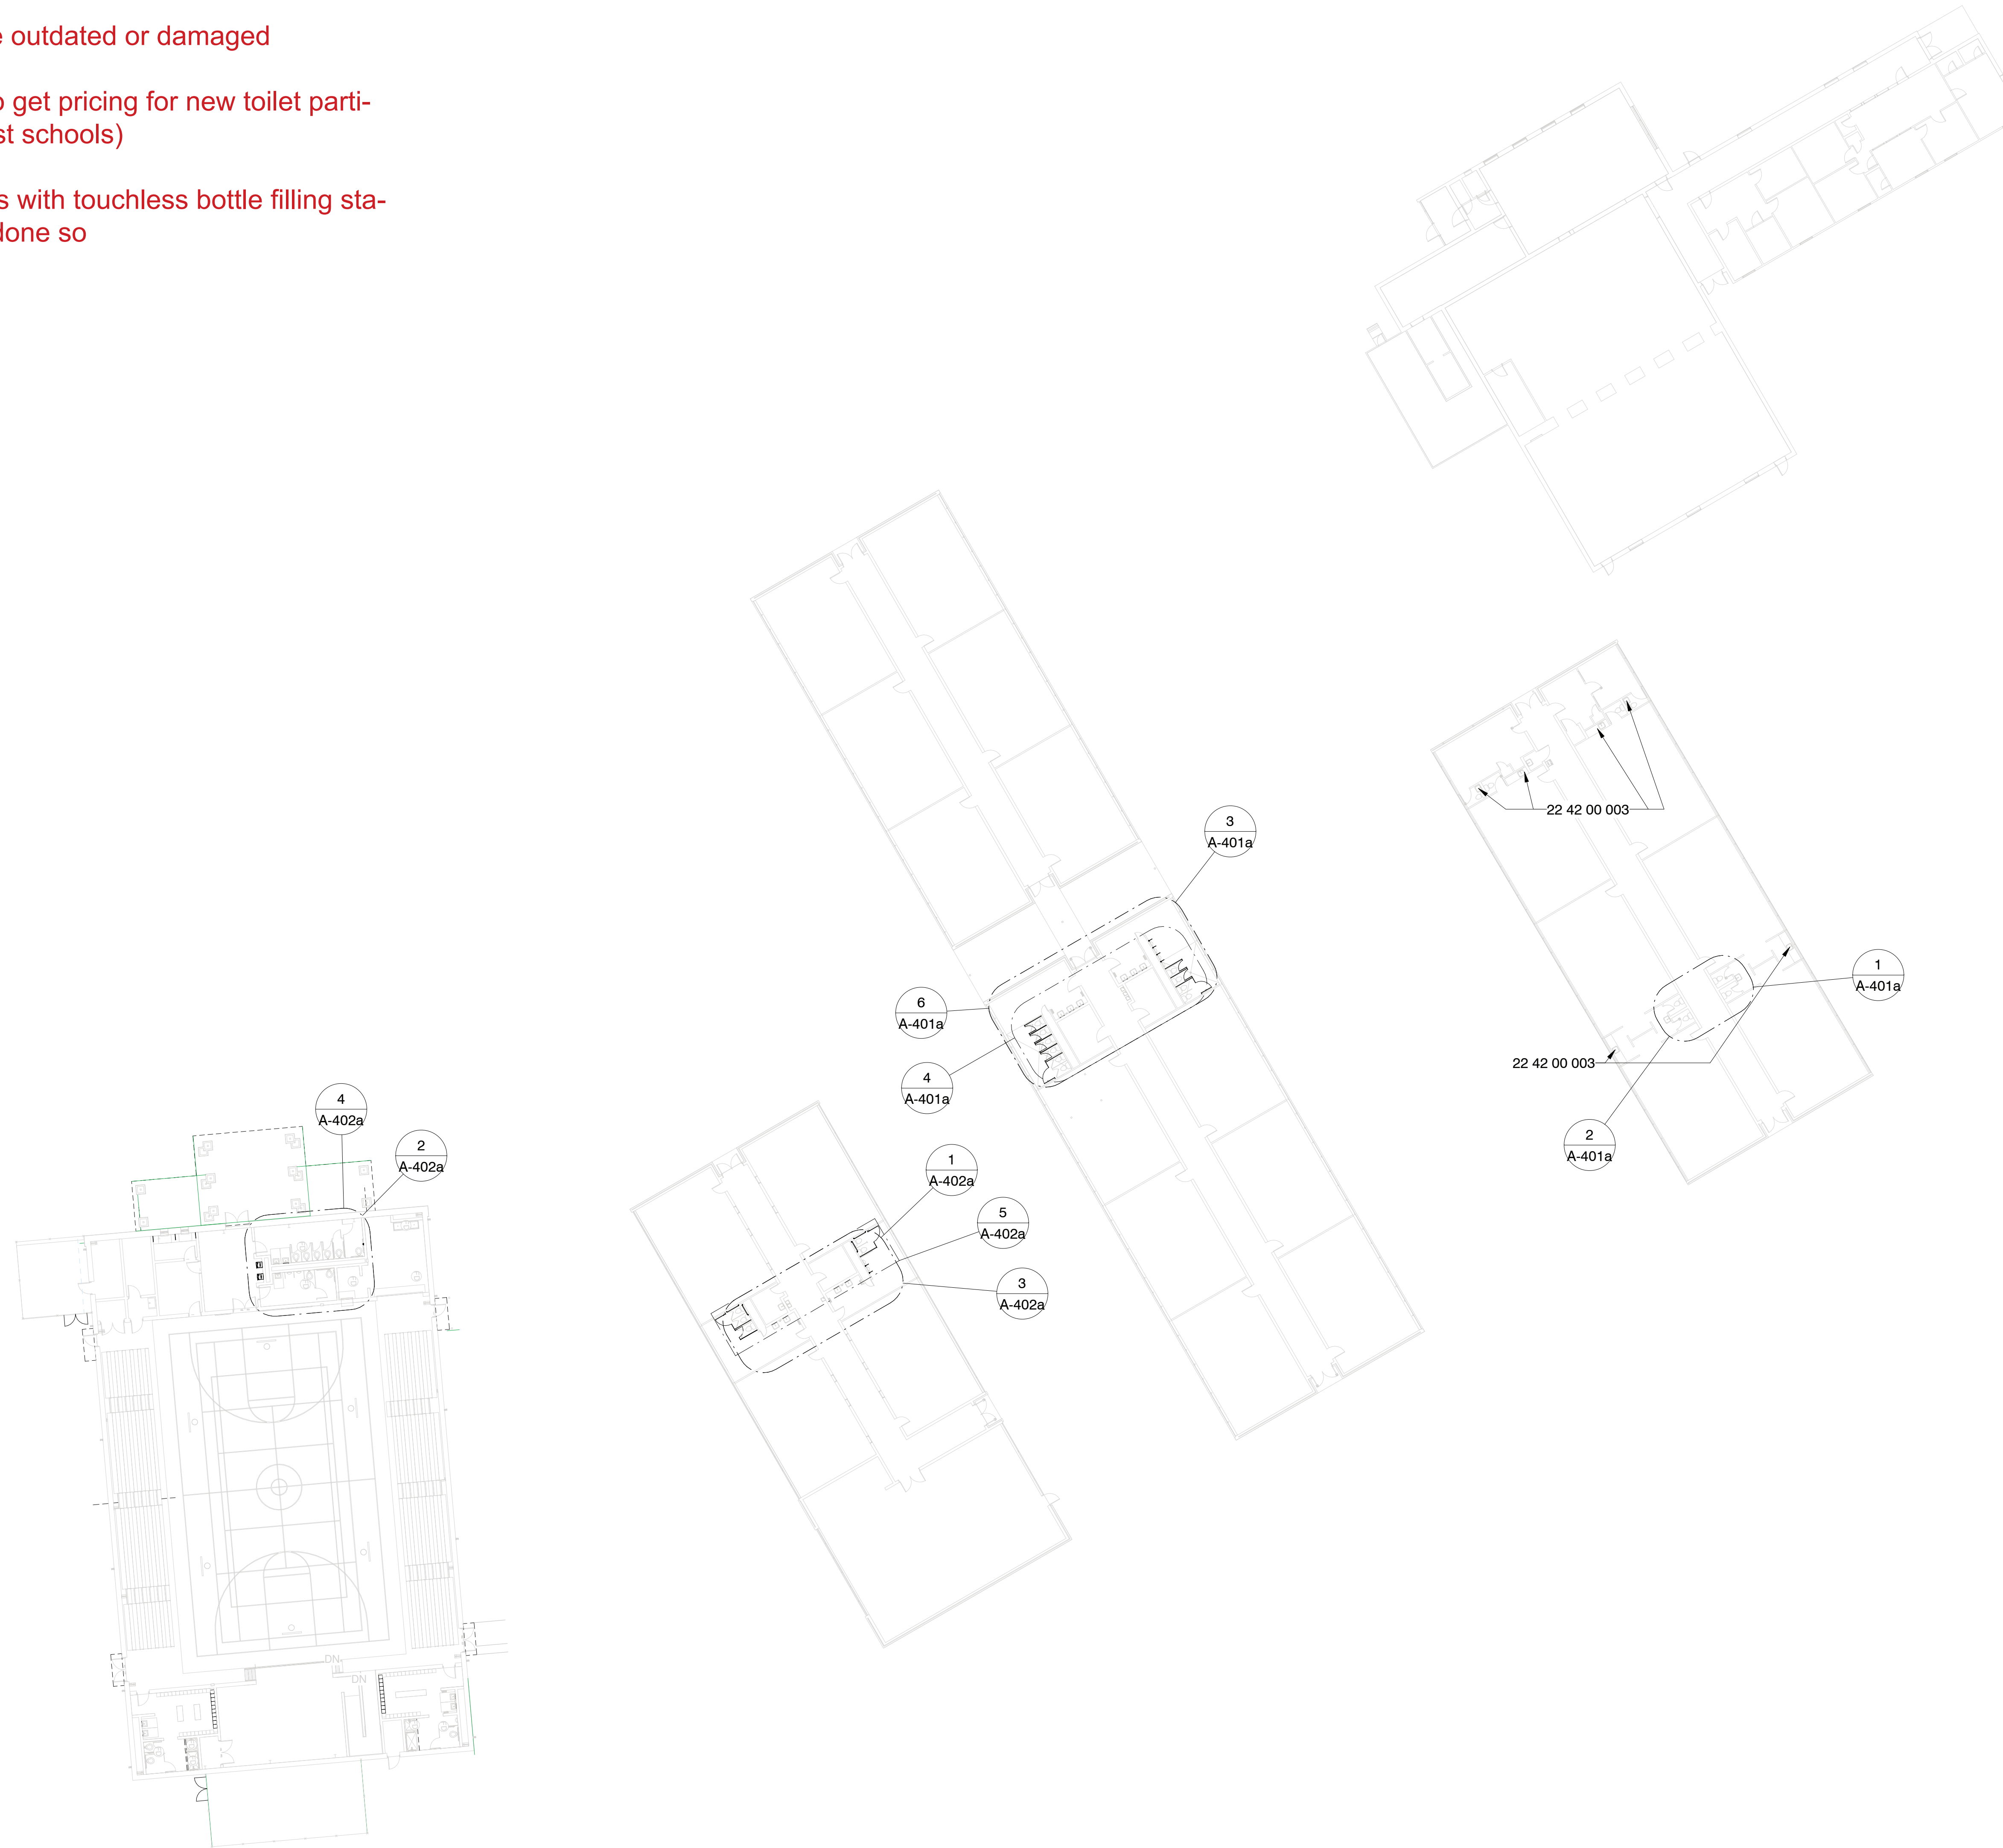 e outdated or damaged
o get pricing for new toilet parti-
st schools)
s with touchless bottle filling sta-
done so
22 42 00 003
3
A-401a
6
A-401a
1
A-401a
22 42 00 003
4
A-401a
4
A-402a
2
A-402a
2
A-401a
1
A-402a
5
A-402a
3
A-402a
DN
DN